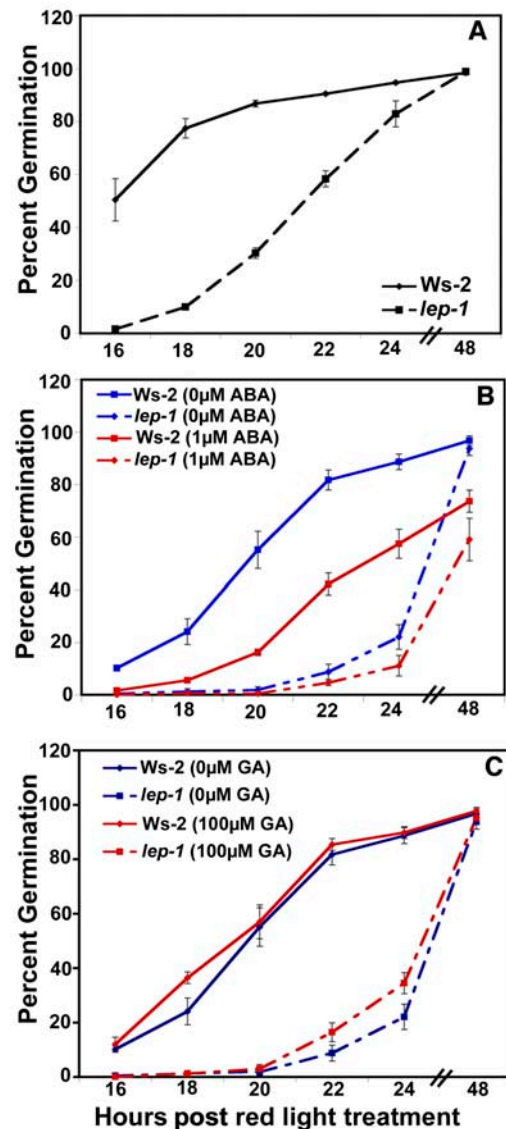 A
Percent Germination
120
100
80
60
40
20
0
Ws-2
lep-1
16 18 20 22 24 48
B
Percent Germination
120
100
80
60
40
20
0
Ws-2 (0µM ABA)
lep-1 (0µM ABA)
Ws-2 (1µM ABA)
lep-1 (1µM ABA)
16 18 20 22 24 48
C
Percent Germination
120
100
80
60
40
20
0
Ws-2 (0µM GA)
lep-1 (0µM GA)
Ws-2 (100µM GA)
lep-1 (100µM GA)
16 18 20 22 24 48
Hours post red light treatment